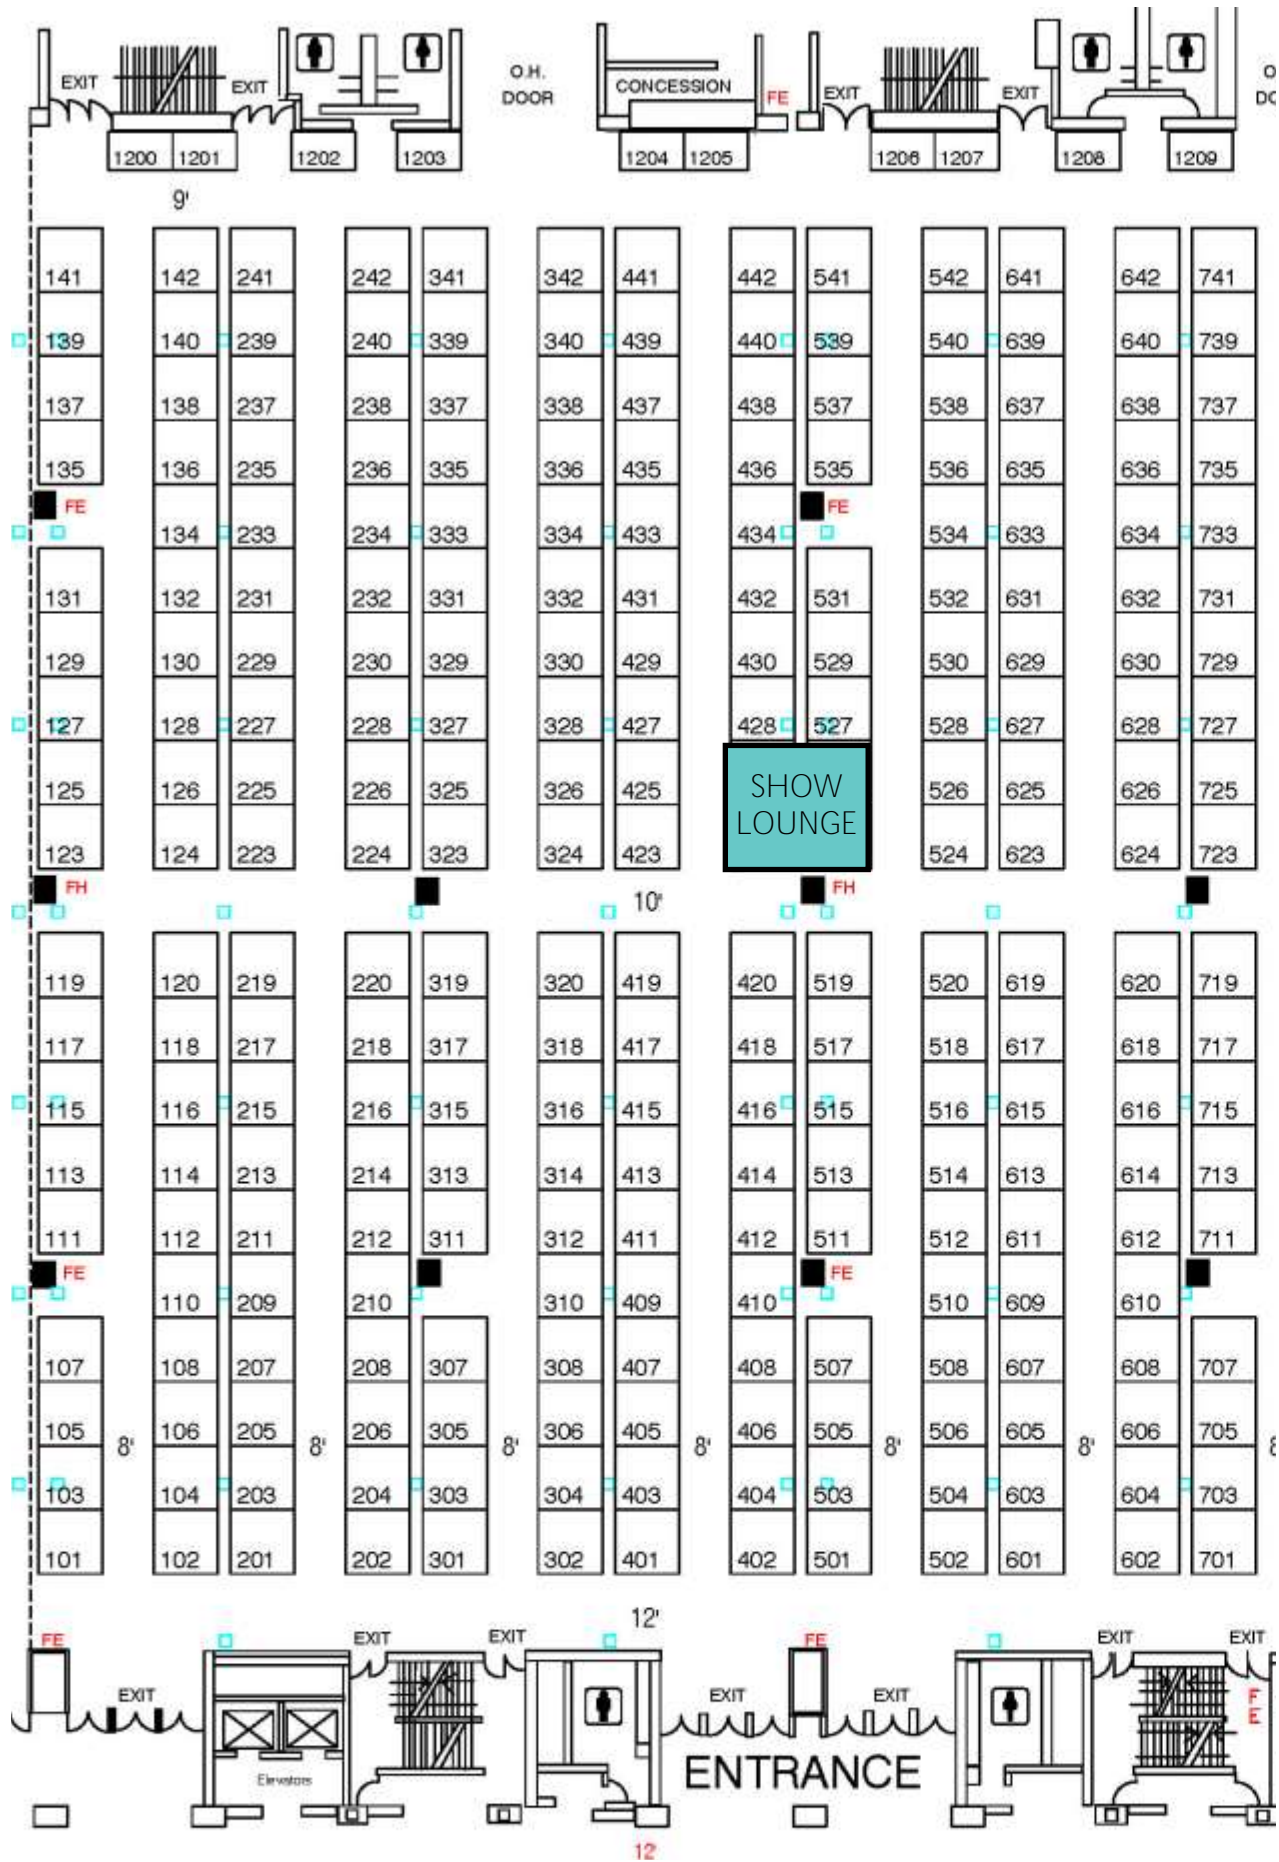 O.H.
DOOR
O
DO
EXIT
EXIT
CONCESSION
FE
EXIT
EXIT
1200 1201 1202 1203 1204 1205 1206 1207 1208 1209
9'
141 142 241 242 341 342 441 442 541 542 641 642 741
139 140 239 240 339 340 439 440 539 540 639 640 739
137 138 237 238 337 338 437 438 537 538 637 638 737
135 136 235 236 335 336 435 436 535 536 635 636 735
FE FE
134 233 234 333 334 433 434 534 633 634 733
131 132 231 232 331 332 431 432 531 532 631 632 731
129 130 229 230 329 330 429 430 529 530 629 630 729
127 128 227 228 327 328 427 428 527 528 627 628 727
125 126 225 226 325 326 425 526 625 626 725
SHOW
LOUNGE
123 124 223 224 323 324 423 524 623 624 723
FH 10' FH
119 120 219 220 319 320 419 420 519 520 619 620 719
117 118 217 218 317 318 417 418 517 518 617 618 717
115 116 215 216 315 316 415 416 515 516 615 616 715
113 114 213 214 313 314 413 414 513 514 613 614 713
111 112 211 212 311 312 411 412 511 512 611 612 711
FE FE
110 209 210 310 409 410 510 609 610
107 108 207 208 307 308 407 408 507 508 607 608 707
105 106 205 206 305 306 405 406 505 506 605 606 705
8' 8' 8' 8' 8' 8' 8
103 104 203 204 303 304 403 404 503 504 603 604 703
101 102 201 202 301 302 401 402 501 502 601 602 701
12'
FE EXIT EXIT FE EXIT EXIT
EXIT EXIT EXIT
F
E
ENTRANCE
Elevators
12'